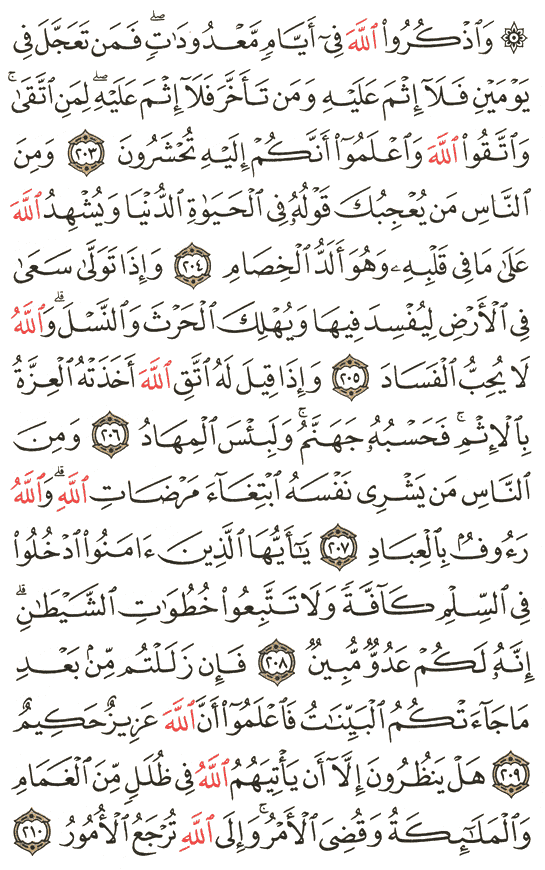 ۞ وَٱذْكُرُوا۟ ٱللَّهَ فِىٓ أَيَّامٍ مَّعْدُودَٰتٍ ۚ فَمَن تَعَجَّلَ فِى
يَوْمَيْنِ فَلَآ إِثْمَ عَلَيْهِ وَمَن تَأَخَّرَ فَلَآ إِثْمَ عَلَيْهِ ۚ لِمَنِ ٱتَّقَىٰ ۗ
وَٱتَّقُوا۟ ٱللَّهَ وَٱعْلَمُوٓا۟ أَنَّكُمْ إِلَيْهِ تُحْشَرُونَ ٢٠٣ وَمِنَ
ٱلنَّاسِ مَن يُعْجِبُكَ قَوْلُهُۥ فِى ٱلْحَيَوٰةِ ٱلدُّنْيَا وَيُشْهِدُ ٱللَّهَ
عَلَىٰ مَا فِى قَلْبِهِۦ وَهُوَ أَلَدُّ ٱلْخِصَامِ ٢٠٤ وَإِذَا تَوَلَّىٰ سَعَىٰ
فِى ٱلْأَرْضِ لِيُفْسِدَ فِيهَا وَيُهْلِكَ ٱلْحَرْثَ وَٱلنَّسْلَ ۗ وَٱللَّهُ
لَا يُحِبُّ ٱلْفَسَادَ ٢٠٥ وَإِذَا قِيلَ لَهُ ٱتَّقِ ٱللَّهَ أَخَذَتْهُ ٱلْعِزَّةُ
بِٱلْإِثْمِ ۚ فَحَسْبُهُۥ جَهَنَّمُ ۚ وَلَبِئْسَ ٱلْمِهَادُ ٢٠٦ وَمِنَ
ٱلنَّاسِ مَن يَشْرِى نَفْسَهُ ٱبْتِغَآءَ مَرْضَاتِ ٱللَّهِ ۗ وَٱللَّهُ
رَءُوفٌۢ بِٱلْعِبَادِ ٢٠٧ يَٰٓأَيُّهَا ٱلَّذِينَ ءَامَنُوا۟ ٱدْخُلُوا۟
فِى ٱلسِّلْمِ كَآفَّةً وَلَا تَتَّبِعُوا۟ خُطُوَٰتِ ٱلشَّيْطَٰنِ ۚ
إِنَّهُۥ لَكُمْ عَدُوٌّ مُّبِينٌ ٢٠٨ فَإِن زَلَلْتُم مِّنۢ بَعْدِ
مَا جَآءَتْكُمُ ٱلْبَيِّنَٰتُ فَٱعْلَمُوٓا۟ أَنَّ ٱللَّهَ عَزِيزٌ حَكِيمٌ
٢٠٩ هَلْ يَنظُرُونَ إِلَّآ أَن يَأْتِيَهُمُ ٱللَّهُ فِى ظُلَلٍ مِّنَ ٱلْغَمَامِ
وَٱلْمَلَٰٓئِكَةُ وَقُضِىَ ٱلْأَمْرُ ۚ وَإِلَى ٱللَّهِ تُرْجَعُ ٱلْأُمُورُ ٢١٠